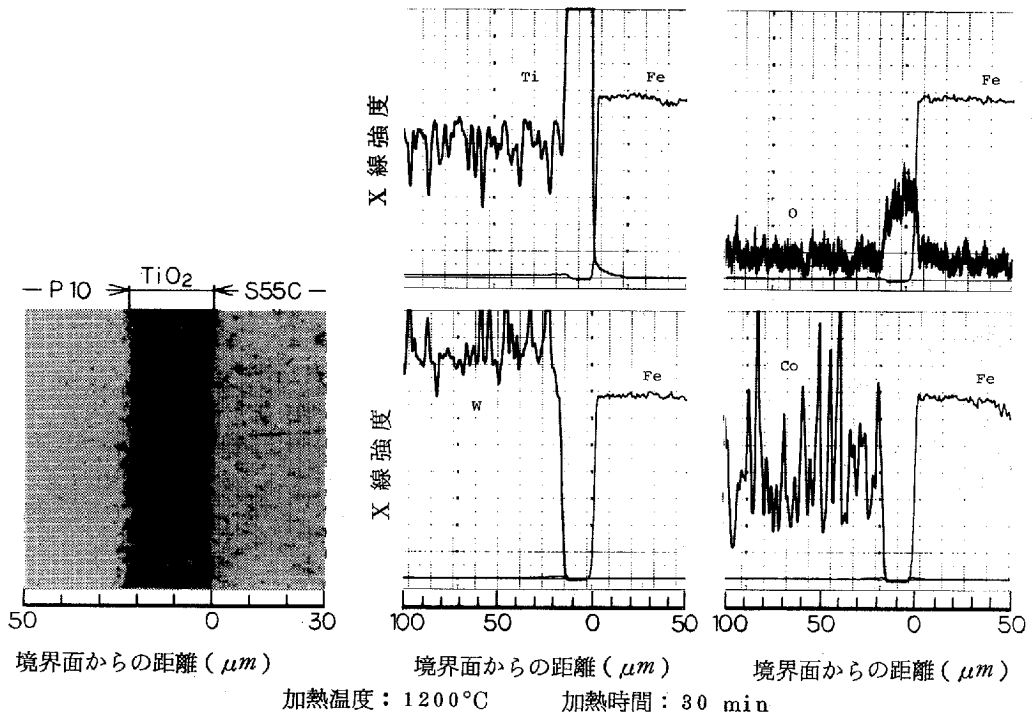 Ti
Fe
X 線強度
O
Fe
P10
TiO₂
S55C
W
Fe
X 線強度
Co
Fe
50 0 30
100 50 0 50
100 50 0 50
境界面からの距離 ( μm )
境界面からの距離 ( μm )
境界面からの距離 ( μm )
加熱温度：1200°C 加熱時間：30 min